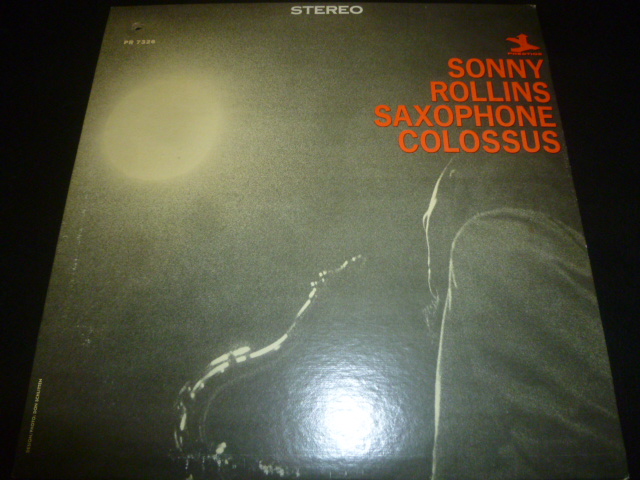 STEREO
PR 7326
SONNY
ROLLINS
SAXOPHONE
COLOSSUS